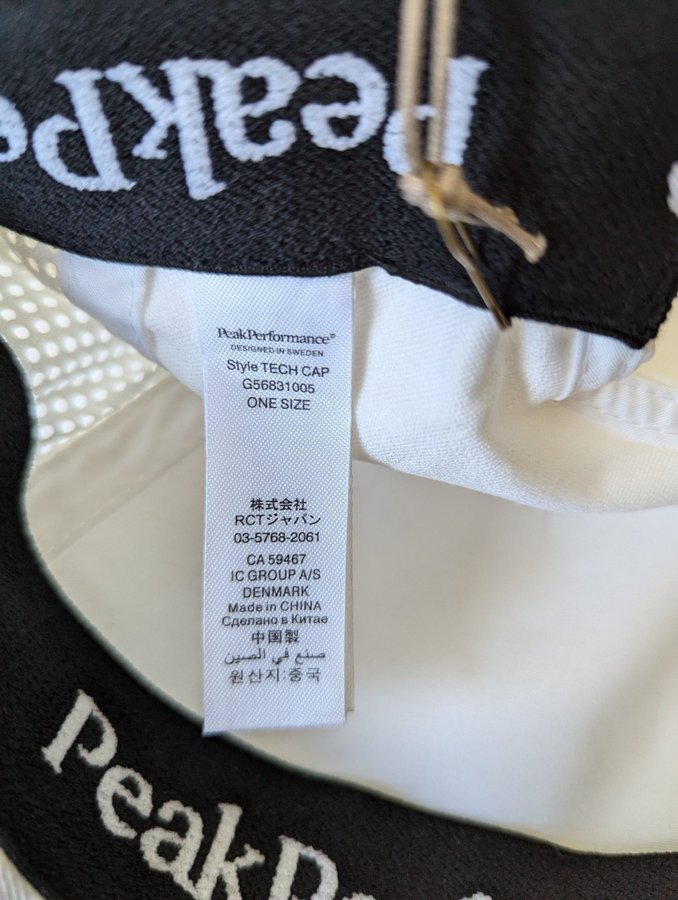 PeakPe
Peak
PeakPerformance®
DESIGNED IN SWEDEN
Style TECH CAP
G56831005
ONE SIZE
株式会社
RCTジャパン
03-5768-2061
CA 59467
IC GROUP A/S
DENMARK
Made in CHINA
Сделано в Китае
中国製
صنع في الصين
원산지:중국
PeakPerf